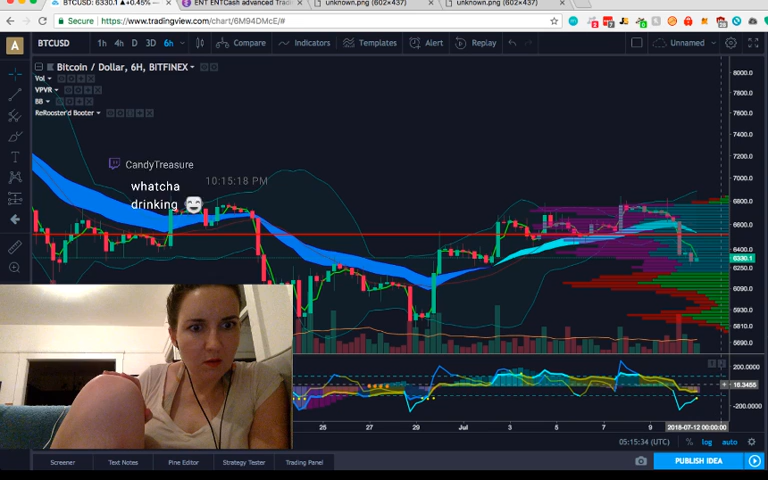 BTCUSD: 6330.1 ▲+0.45%
ENT ENTCash advanced Tradi
unknown.png (602×437)
unknown.png (602×437)
Secure
https://www.tradingview.com/chart/6M94DMcE/#
A
BTCUSD
1h 4h D 3D 6h
Compare
Indicators
Templates
Alert
Replay
Unnamed
Bitcoin / Dollar, 6H, BITFINEX
Vol
VPVR
BB
ReRooster'd Booter
CandyTreasure
10:15:18 PM
whatcha
drinking
8000.0
7800.0
7600.0
7400.0
7200.0
7000.0
6800.0
6600.0
6400.0
6330.1
6250.0
6090.0
5930.0
5810.0
5690.0
200.0000
16.3455
-200.0000
25 27 29 Jul 3 5 7 9 2018-07-12 00:00:00
05:15:34 (UTC)
% log auto
Screener
Text Notes
Pine Editor
Strategy Tester
Trading Panel
PUBLISH IDEA